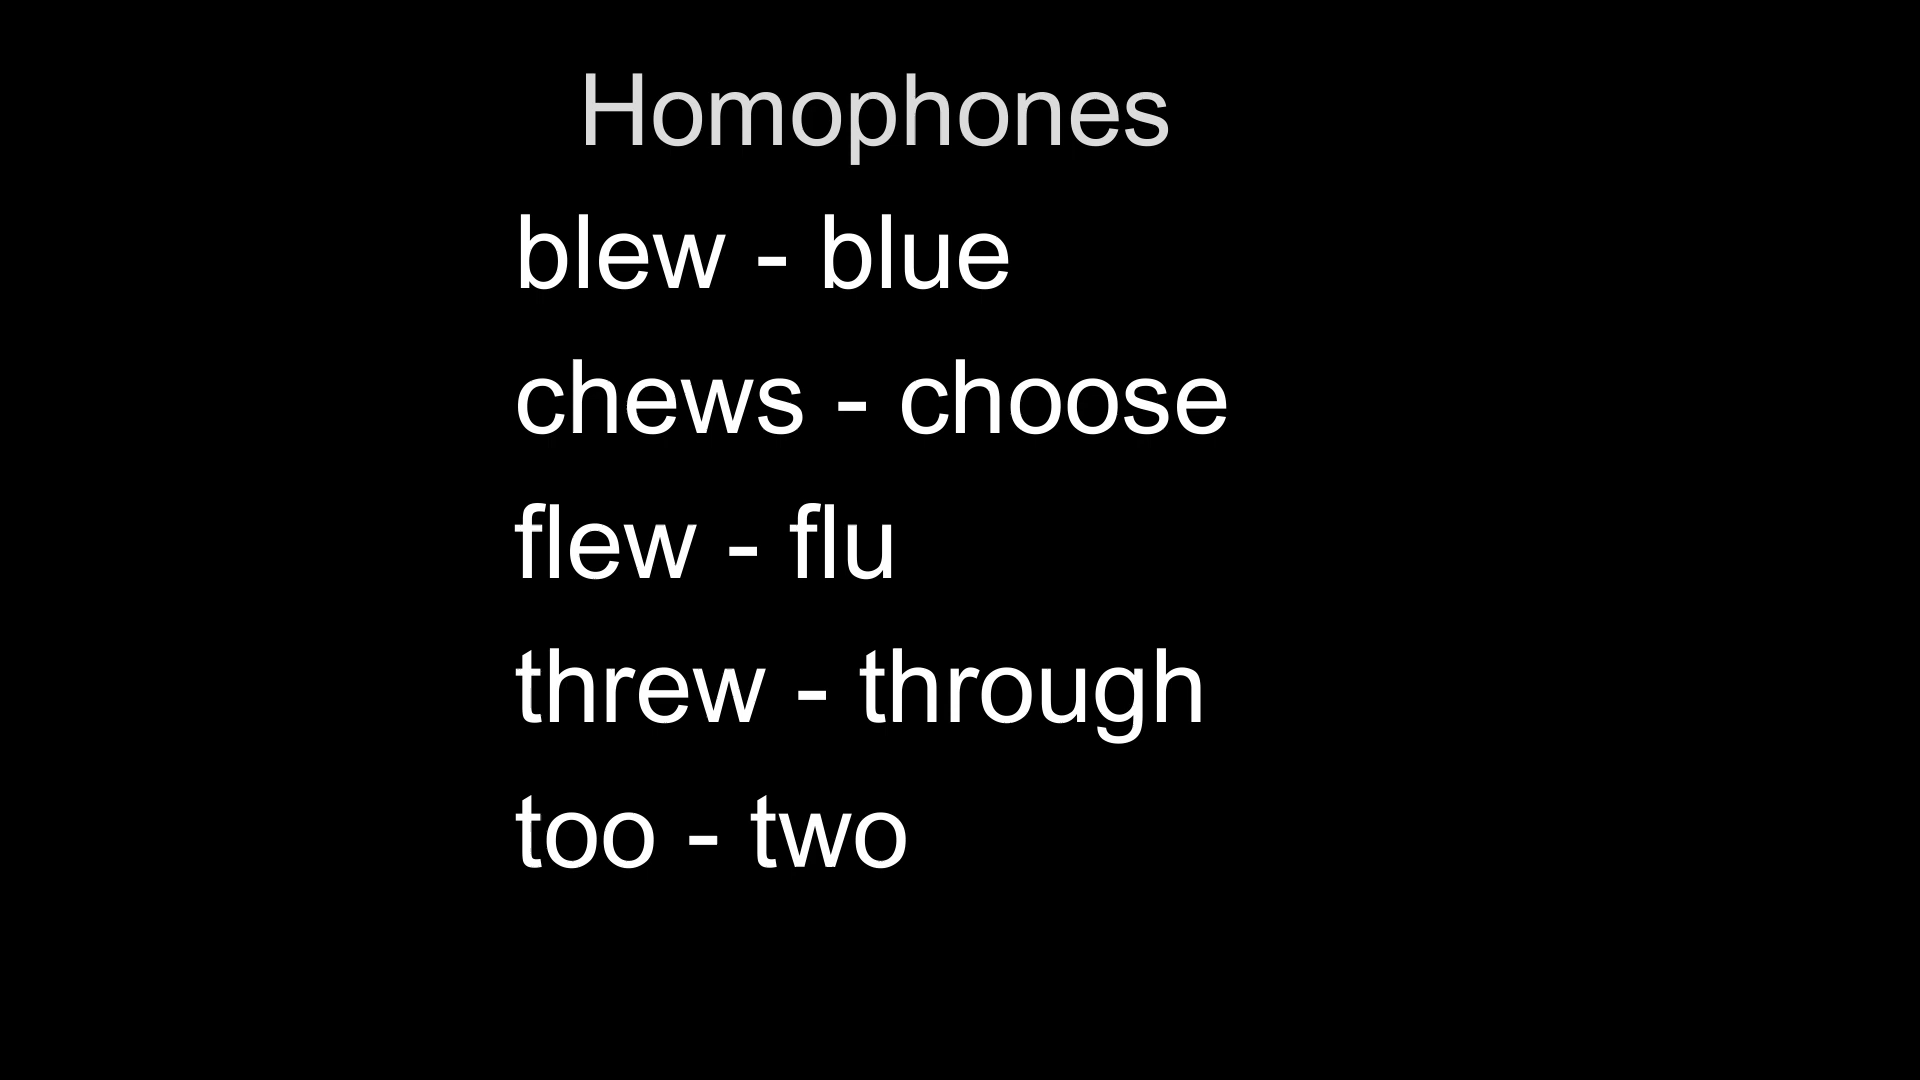 Homophones
blew - blue
chews - choose
flew - flu
threw - through
too - two